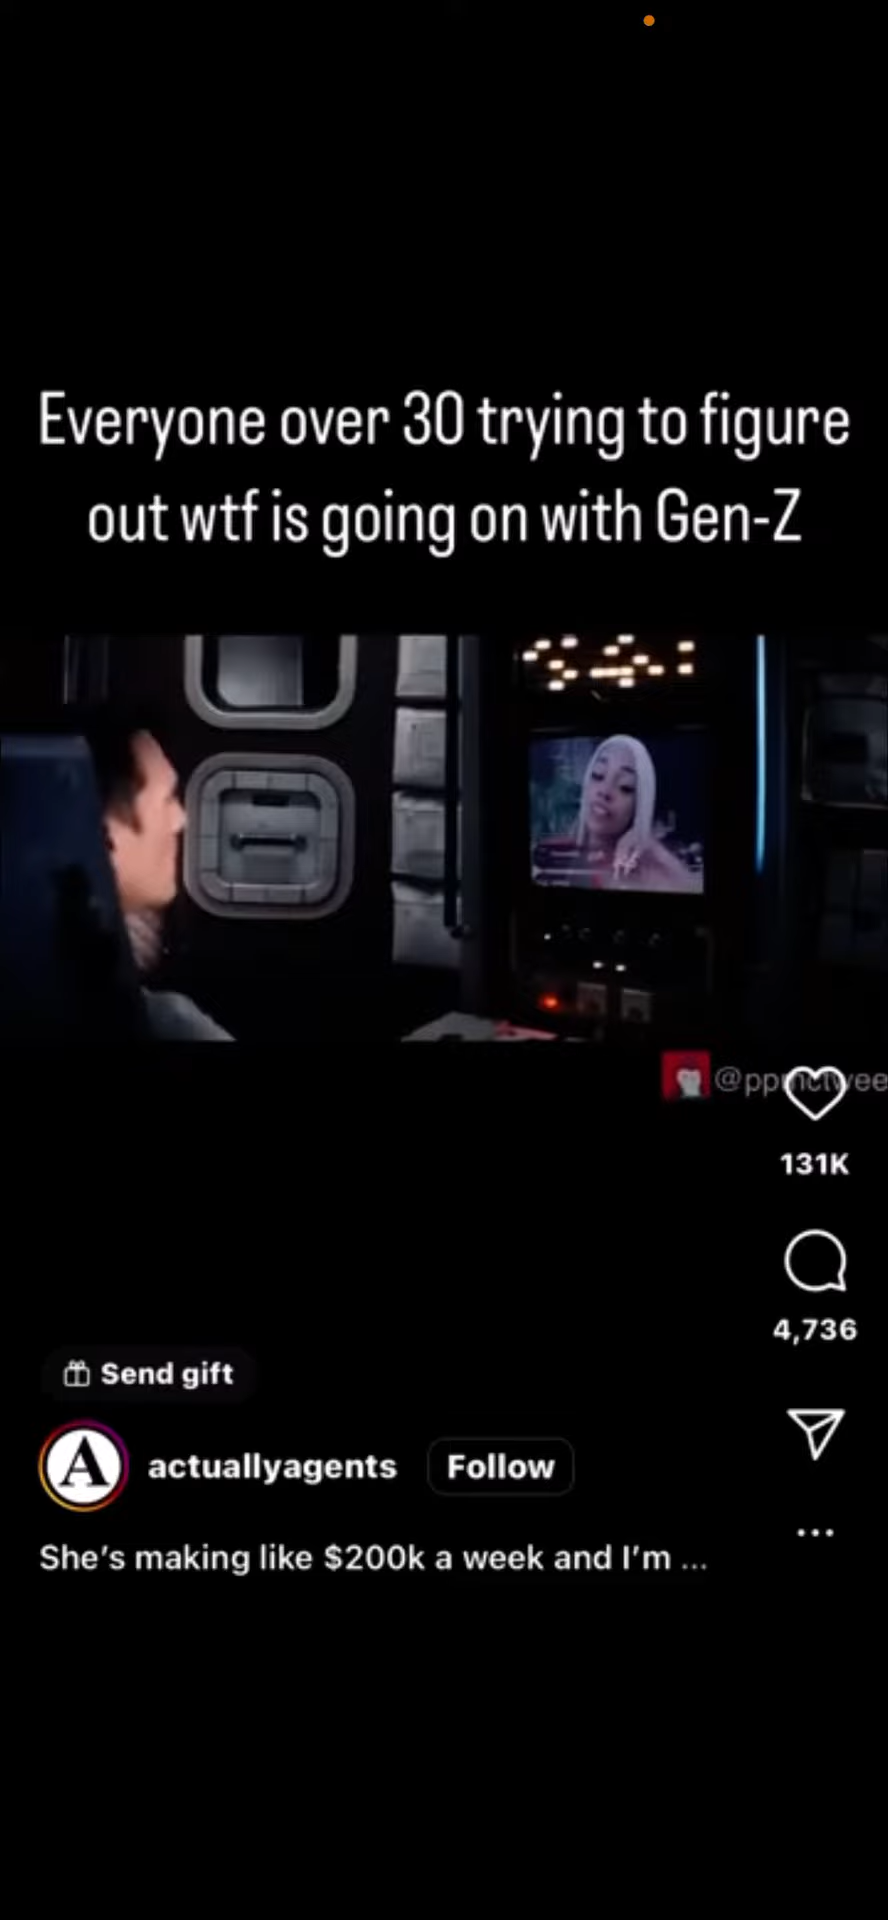 Everyone over 30 trying to figure
out wtf is going on with Gen-Z
131K
4,736
Send gift
A
actuallyagents
Follow
She's making like $200k a week and I'm ...